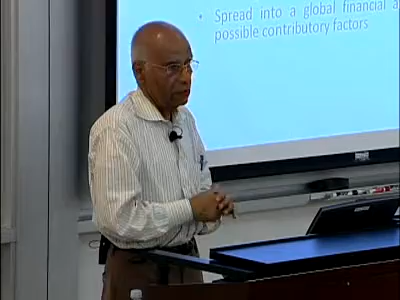 • Spread into a global financial a
possible contributory factors